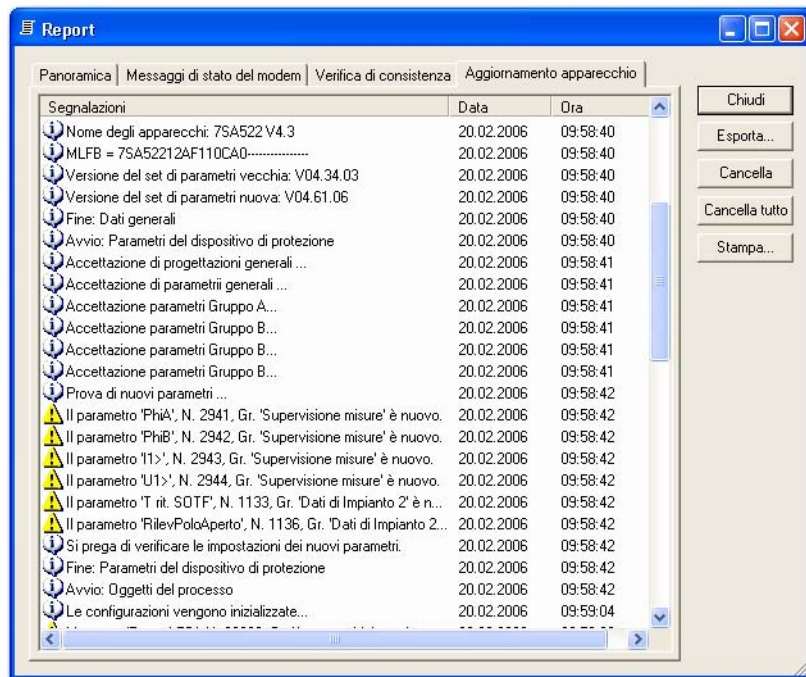 Report
Panoramica Messaggi di stato del modem Verifica di consistenza Aggiornamento apparecchio
Segnalazioni Data Ora
Nome degli apparecchi: 7SA522 V4.3 20.02.2006 09:58:40
MLFB = 7SA52212AF110CA0--------------- 20.02.2006 09:58:40
Versione del set di parametri vecchia: V04.34.03 20.02.2006 09:58:40
Versione del set di parametri nuova: V04.61.06 20.02.2006 09:58:40
Fine: Dati generali 20.02.2006 09:58:40
Avvio: Parametri del dispositivo di protezione 20.02.2006 09:58:40
Accettazione di progettazioni generali ... 20.02.2006 09:58:41
Accettazione di parametrii generali ... 20.02.2006 09:58:41
Accettazione parametri Gruppo A... 20.02.2006 09:58:41
Accettazione parametri Gruppo B... 20.02.2006 09:58:41
Accettazione parametri Gruppo B... 20.02.2006 09:58:41
Accettazione parametri Gruppo B... 20.02.2006 09:58:41
Prova di nuovi parametri ... 20.02.2006 09:58:42
Il parametro 'PhiA', N. 2941, Gr. 'Supervisione misure' è nuovo. 20.02.2006 09:58:42
Il parametro 'PhiB', N. 2942, Gr. 'Supervisione misure' è nuovo. 20.02.2006 09:58:42
Il parametro 'I1>', N. 2943, Gr. 'Supervisione misure' è nuovo. 20.02.2006 09:58:42
Il parametro 'U1>', N. 2944, Gr. 'Supervisione misure' è nuovo. 20.02.2006 09:58:42
Il parametro 'T rit. SOTF', N. 1133, Gr. 'Dati di Impianto 2' è n... 20.02.2006 09:58:42
Il parametro 'RilevPoloAperto', N. 1136, Gr. 'Dati di Impianto 2... 20.02.2006 09:58:42
Si prega di verificare le impostazioni dei nuovi parametri. 20.02.2006 09:58:42
Fine: Parametri del dispositivo di protezione 20.02.2006 09:58:42
Avvio: Oggetti del processo 20.02.2006 09:58:42
Le configurazioni vengono inizializzate... 20.02.2006 09:59:04
Chiudi
Esporta...
Cancella
Cancella tutto
Stampa...